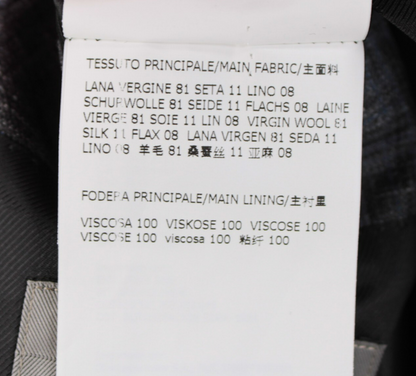 TESSUTO PRINCIPALE/MAIN FABRIC/主面料
LANA VERGINE 81 SETA 11 LINO 08
SCHURWOLLE 81 SEIDE 11 FLACHS 08 LAINE
VIERGE 81 SOIE 11 LIN 08 VIRGIN WOOL 81
SILK 11 FLAX 08 LANA VIRGEN 81 SEDA 11
LINO 08 羊毛 81 桑蚕丝 11 亚麻 08
FODERA PRINCIPALE/MAIN LINING/主衬里
VISCOSA 100 VISKOSE 100 VISCOSE 100
VISCOSE 100 viscosa 100 粘纤 100